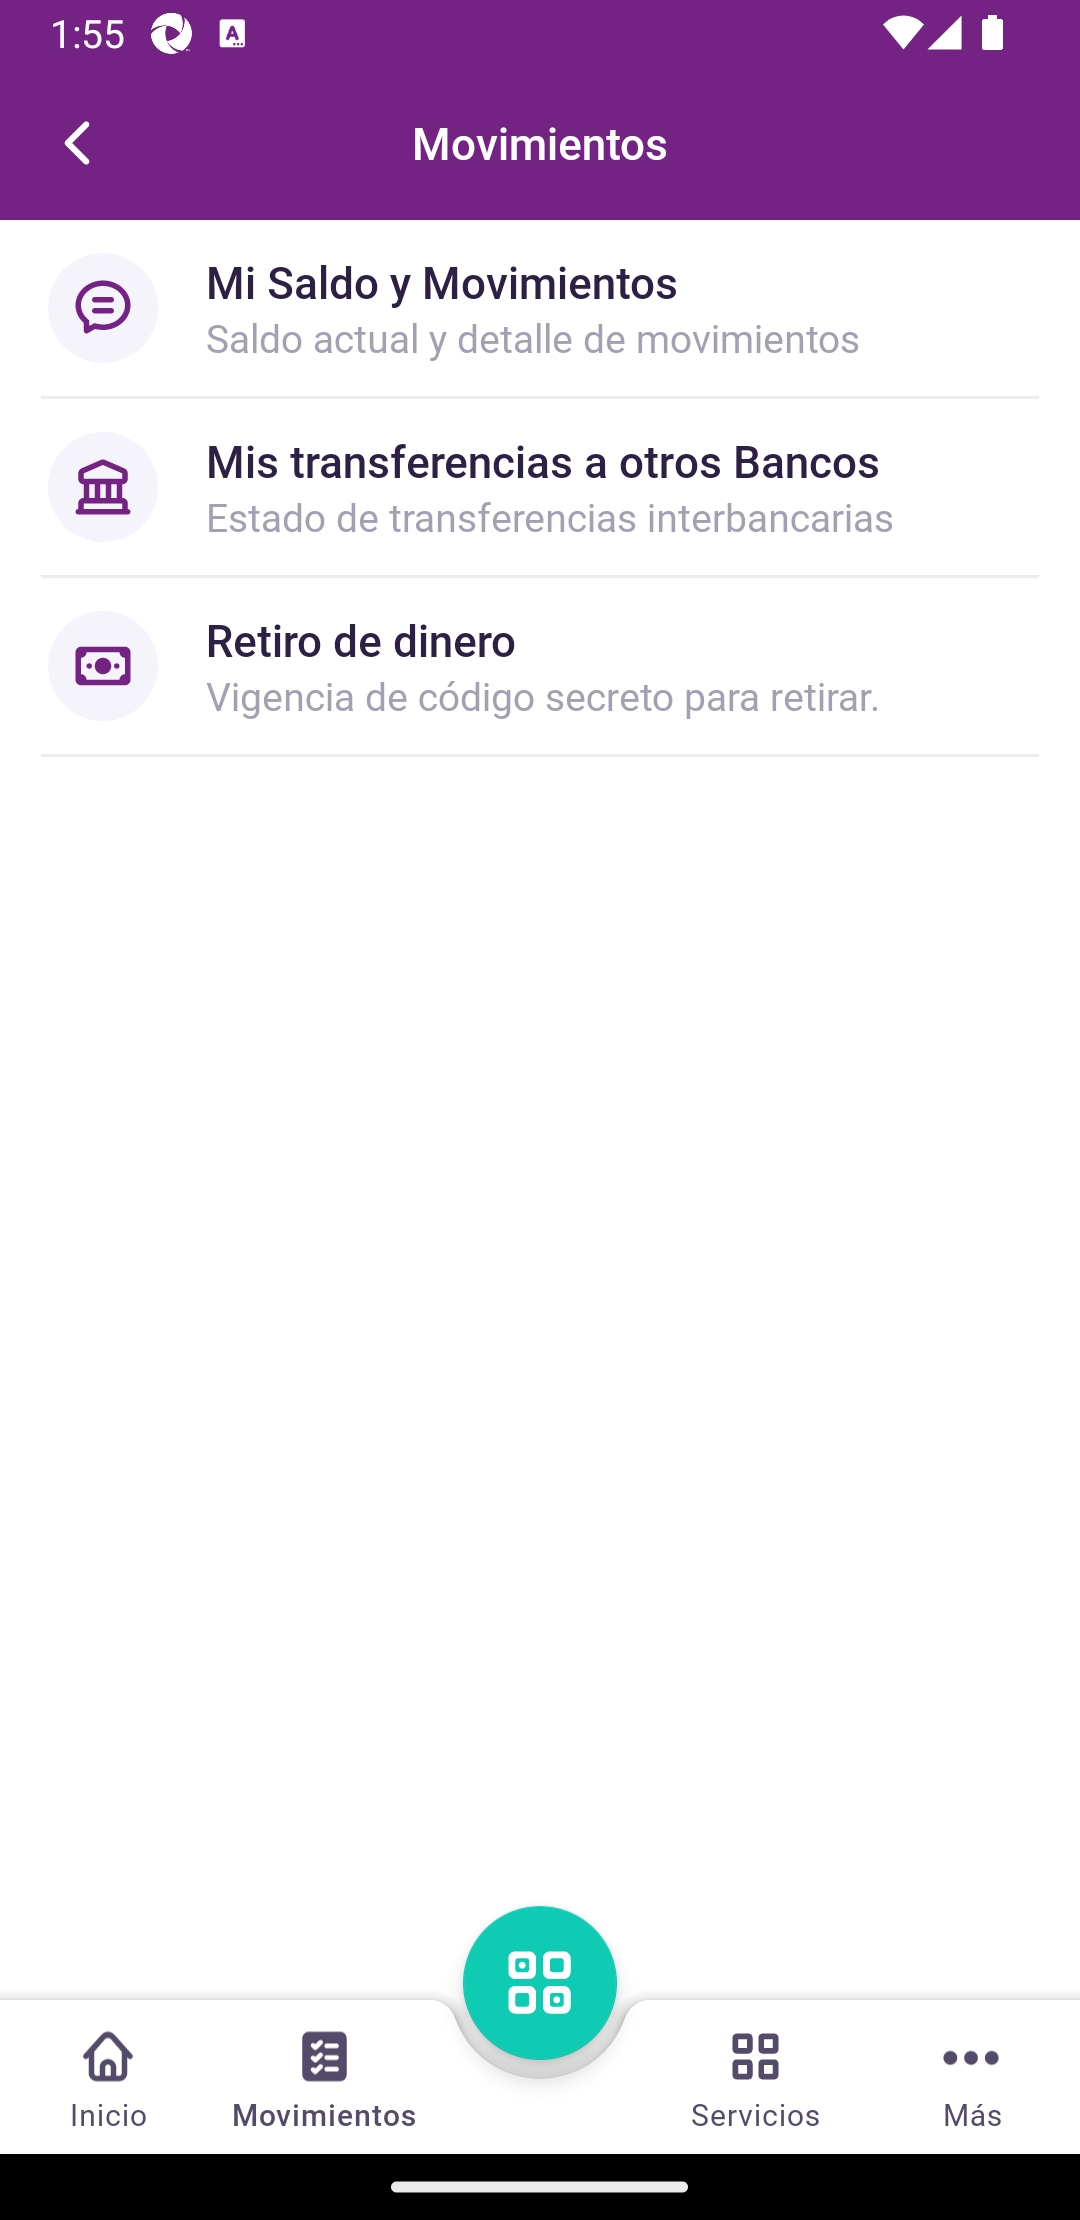 1:55
Movimientos
Mi Saldo y Movimientos
Saldo actual y detalle de movimientos
Mis transferencias a otros Bancos
Estado de transferencias interbancarias
Retiro de dinero
Vigencia de código secreto para retirar.
Inicio
Movimientos
Servicios
Más